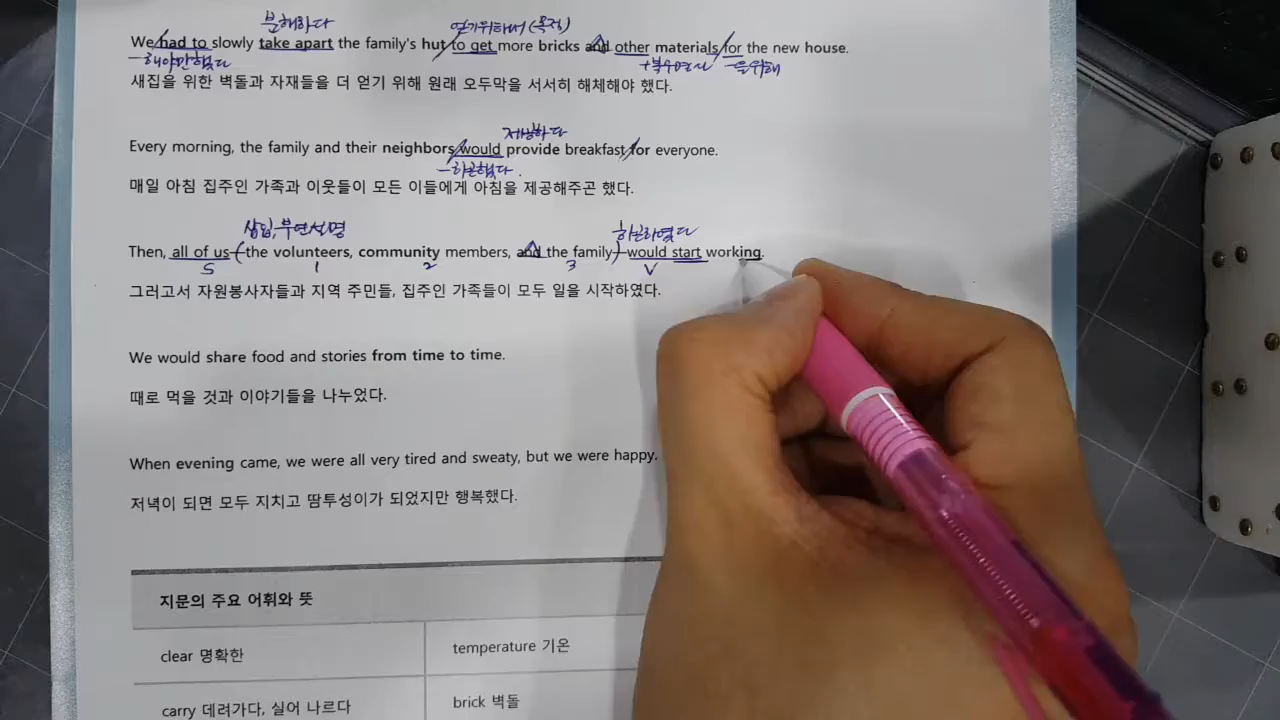 분해하다 얻기위해서(목적)
We had to slowly take apart the family's hut to get more bricks and other materials for the new house.
-해야만했다 +복수명사 -을위해
새집을 위한 벽돌과 자재들을 더 얻기 위해 원래 오두막을 서서히 해체해야 했다.
제공하다
Every morning, the family and their neighbors would provide breakfast for everyone.
-하곤했다.
매일 아침 집주인 가족과 이웃들이 모든 이들에게 아침을 제공해주곤 했다.
삽입,부연설명 하곤하였다
Then, all of us – (the volunteers, community members, and the family) – would start working.
S 1 2 3 V
그러고서 자원봉사자들과 지역 주민들, 집주인 가족들이 모두 일을 시작하였다.
We would share food and stories from time to time.
때로 먹을 것과 이야기들을 나누었다.
When evening came, we were all very tired and sweaty, but we were happy.
저녁이 되면 모두 지치고 땀투성이가 되었지만 행복했다.
지문의 주요 어휘와 뜻
clear 명확한 temperature 기온
carry 데려가다, 실어 나르다 brick 벽돌